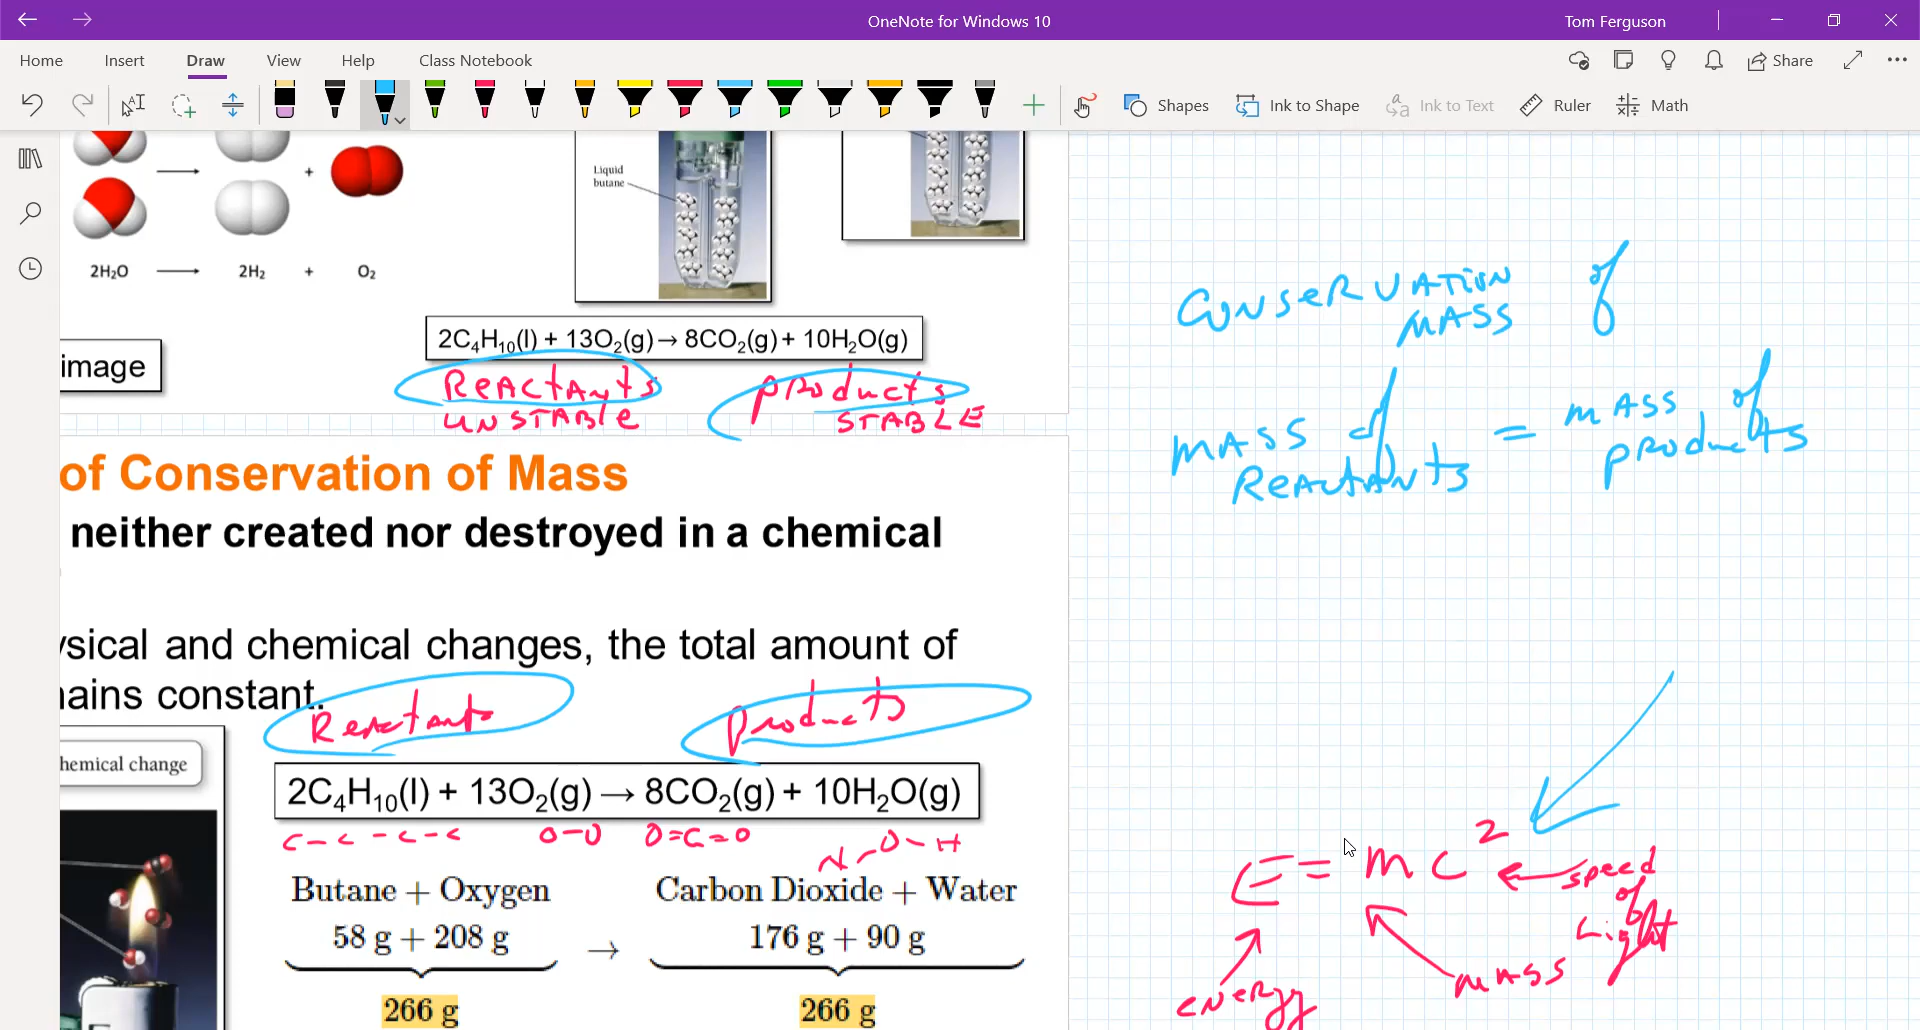 OneNote for Windows 10
Tom Ferguson
Home Insert Draw View Help Class Notebook
Share
Shapes Ink to Shape Ink to Text Ruler Math
2H₂O → 2H₂ + O₂
Liquid
butane
image
2C₄H₁₀(l) + 13O₂(g) → 8CO₂(g) + 10H₂O(g)
Reactants products
UNSTABLE STABLE
of Conservation of Mass
neither created nor destroyed in a chemical
ysical and chemical changes, the total amount of
nains constant.
Reactants products
hemical change
2C₄H₁₀(l) + 13O₂(g) → 8CO₂(g) + 10H₂O(g)
C-C-C-C O-O O=C=O H-O-H
Butane + Oxygen Carbon Dioxide + Water
58 g + 208 g → 176 g + 90 g
266 g 266 g
CONSERVATION of
MASS
MASS of = MASS of
REACTANTS products
E = mc²
speed
of
Light
MASS
energy